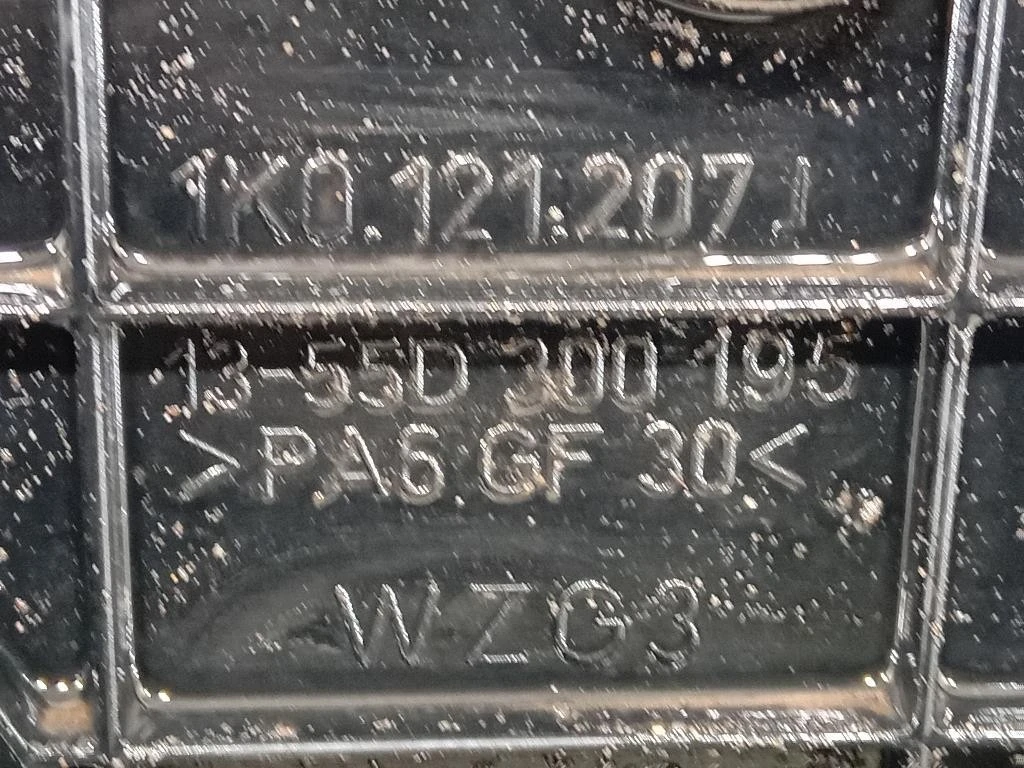 1K0.121.207 J
13-55D 300 195
>PA6 GF 30<
WZG3